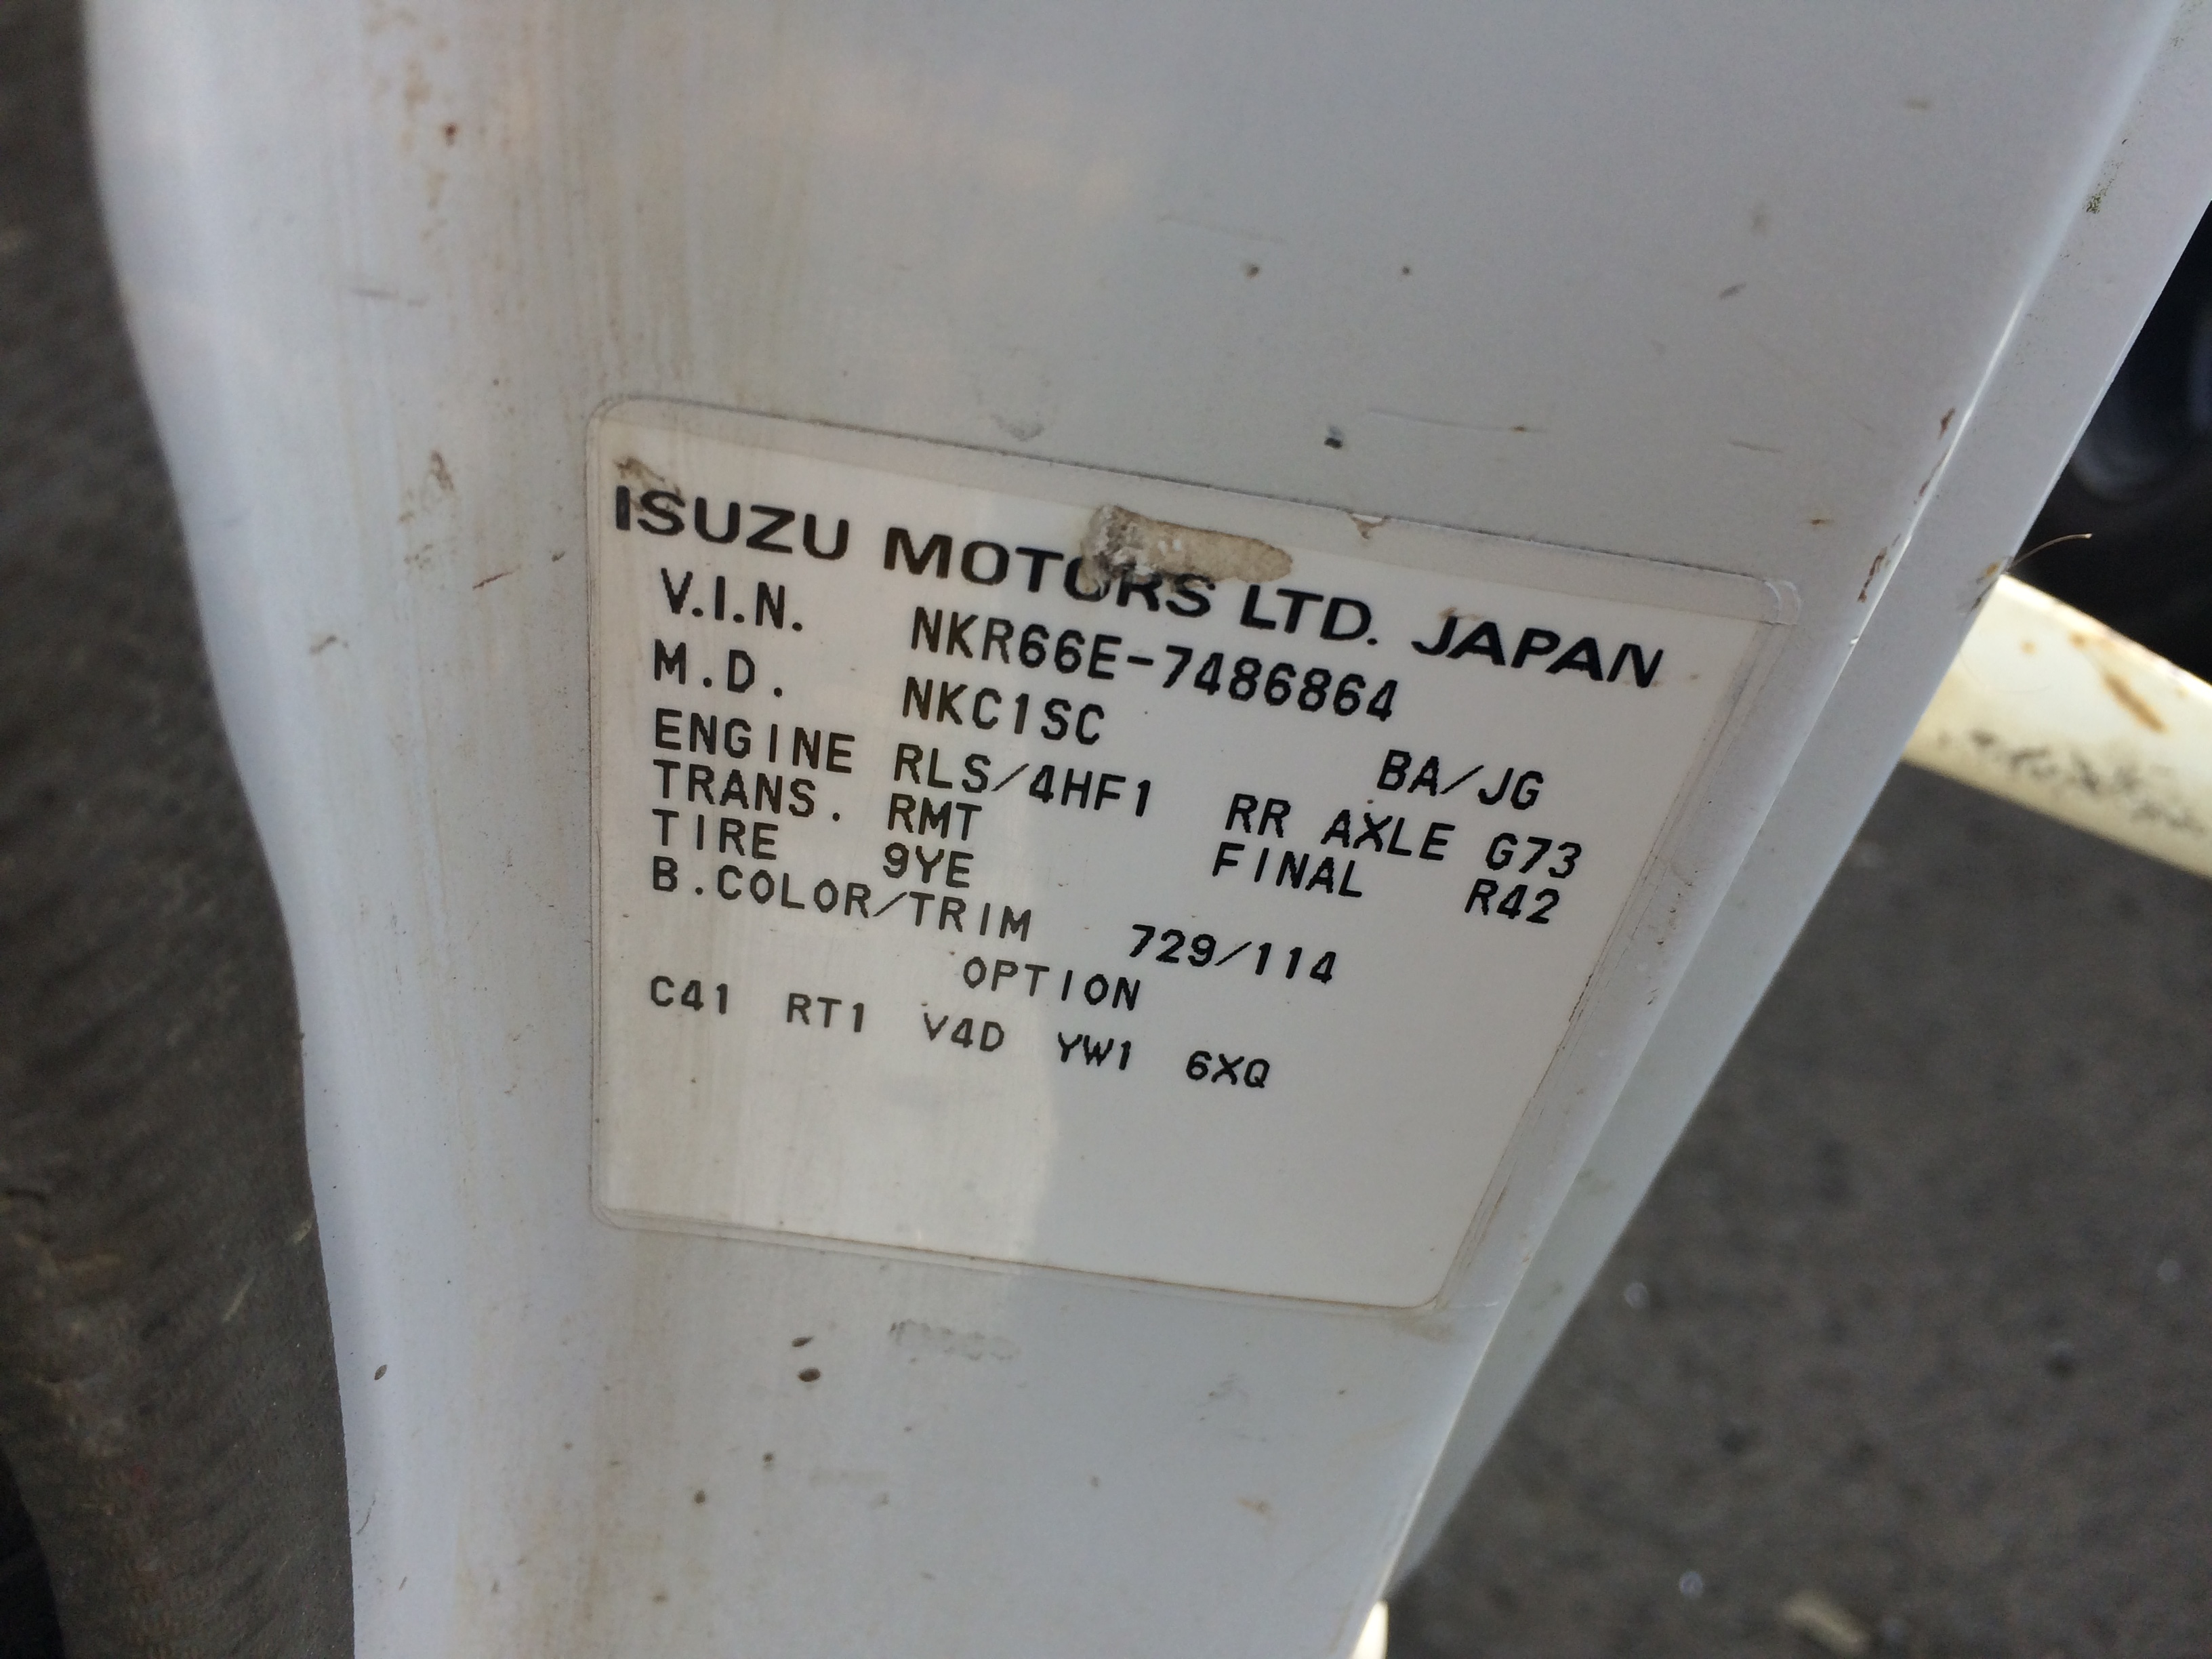 ISUZU MOTORS LTD. JAPAN
V.I.N. NKR66E-7486864
M.D. NKC1SC BA/JG
ENGINE RLS/4HF1 RR AXLE G73
TRANS. RMT FINAL R42
TIRE 9YE
B.COLOR/TRIM 729/114
OPTION
C41 RT1 V4D YW1 6XQ